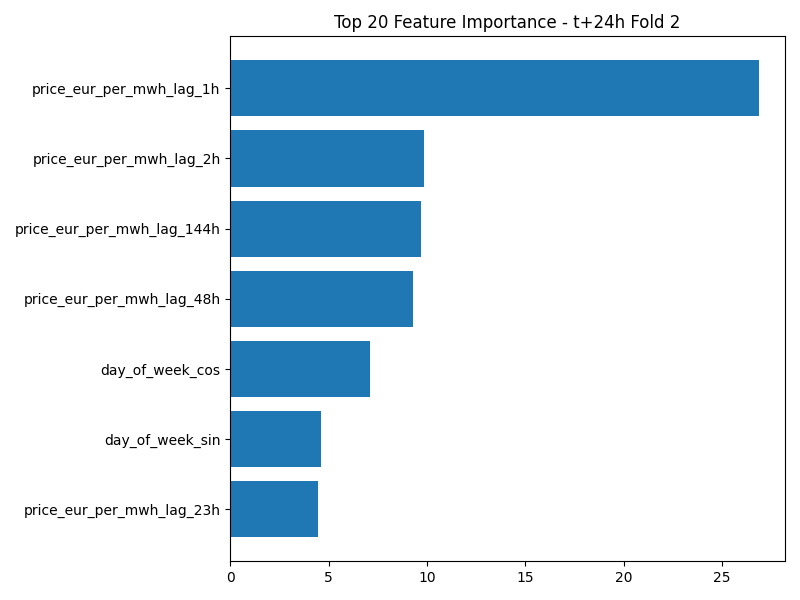 Top 20 Feature Importance - t+24h Fold 2
price_eur_per_mwh_lag_1h
price_eur_per_mwh_lag_2h
price_eur_per_mwh_lag_144h
price_eur_per_mwh_lag_48h
day_of_week_cos
day_of_week_sin
price_eur_per_mwh_lag_23h
0 5 10 15 20 25